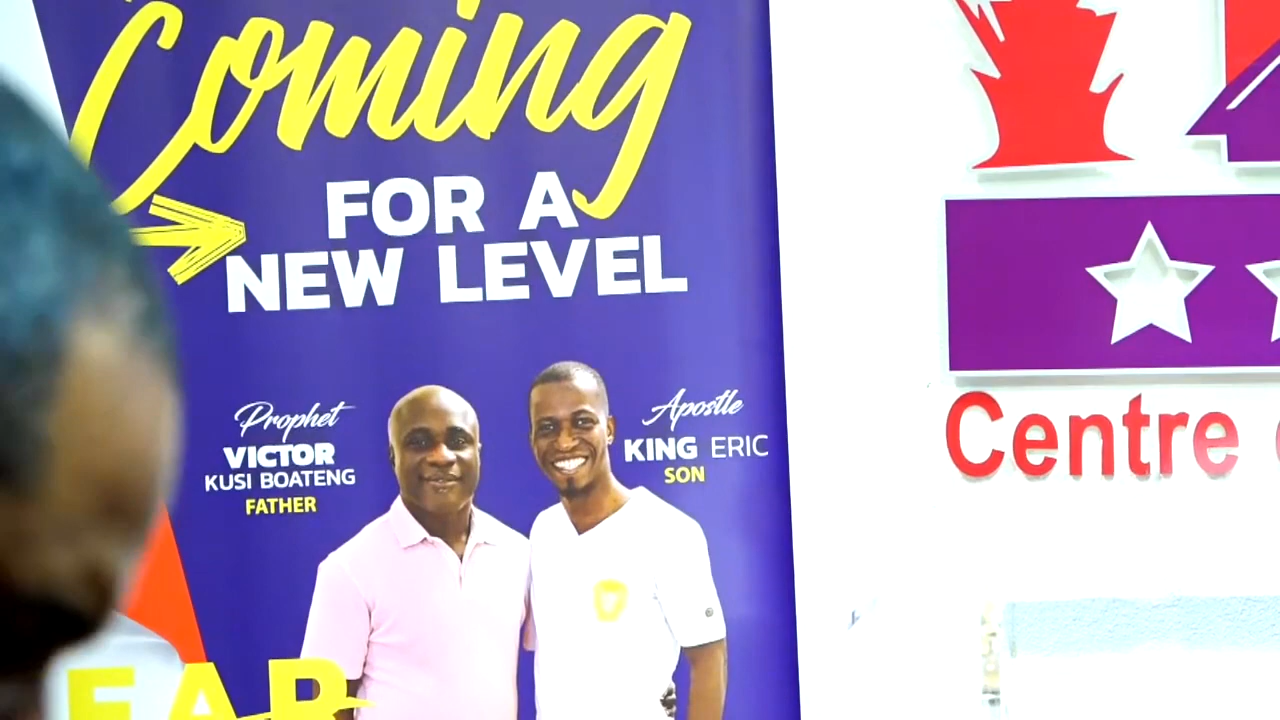 Coming
FOR A
NEW LEVEL
Prophet
VICTOR
KUSI BOATENG
FATHER
Apostle
KING ERIC
SON
Centre